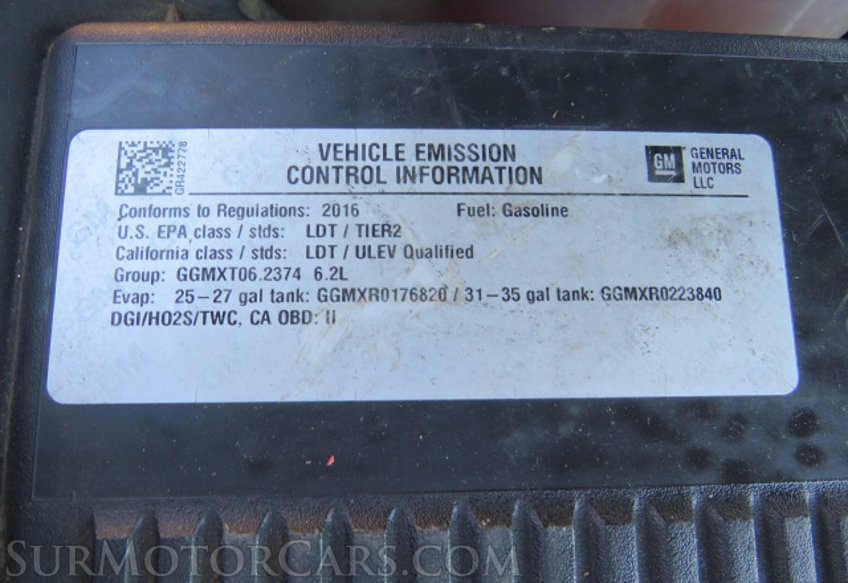 VEHICLE EMISSION
CONTROL INFORMATION
GR422778
GM
GENERAL
MOTORS
LLC
Conforms to Regulations: 2016 Fuel: Gasoline
U.S. EPA class / stds: LDT / TIER2
California class / stds: LDT / ULEV Qualified
Group: GGMXT06.2374 6.2L
Evap: 25-27 gal tank: GGMXR0176820 / 31-35 gal tank: GGMXR0223840
DGI/HO2S/TWC, CA OBD: II
SurMotorCars.com